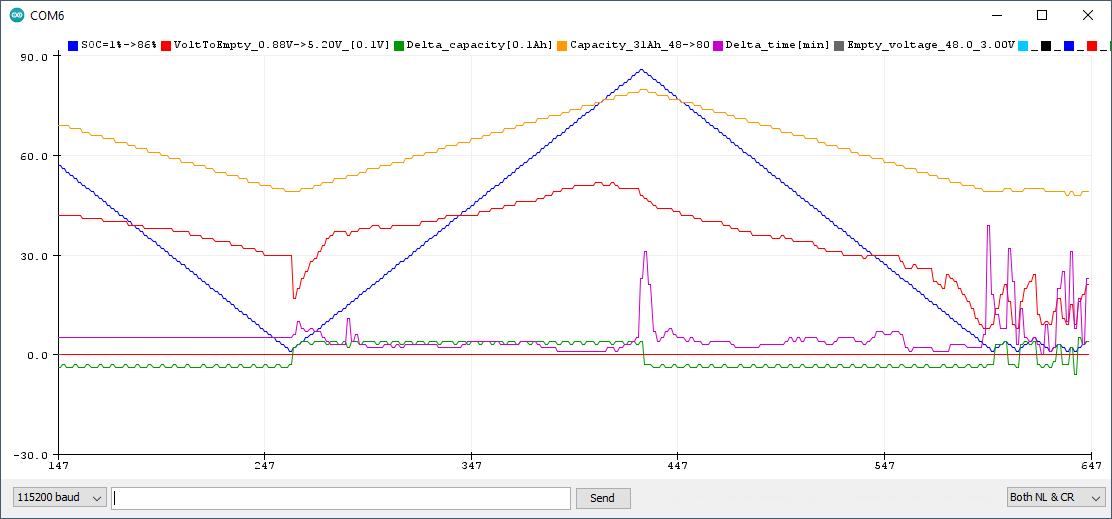 COM6
SOC=1%->86% VoltToEmpty_0.88V->5.20V_[0.1V] Delta_capacity[0.1Ah] Capacity_31Ah_48->80 Delta_time[min] Empty_voltage_48.0_3.00V _ _ _ _
90.0
60.0
30.0
0.0
-30.0
147 247 347 447 547 647
115200 baud Send Both NL & CR